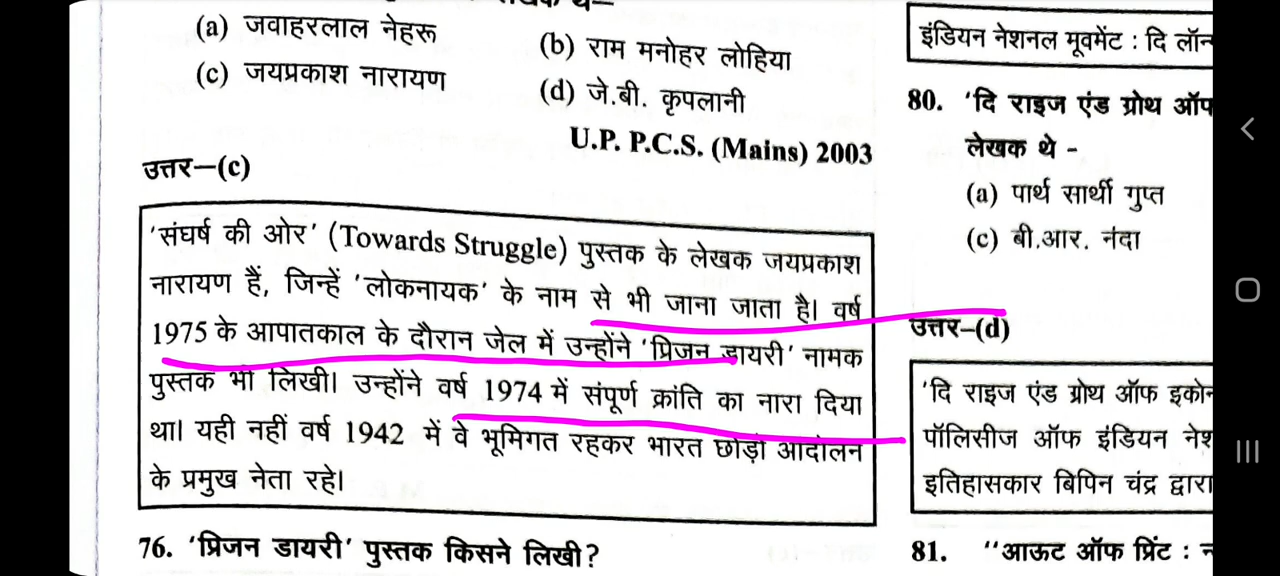 (a) जवाहरलाल नेहरू
(b) राम मनोहर लोहिया
(c) जयप्रकाश नारायण
(d) जे.बी. कृपलानी
U.P. P.C.S. (Mains) 2003
उत्तर–(c)
'संघर्ष की ओर' (Towards Struggle) पुस्तक के लेखक जयप्रकाश
नारायण हैं, जिन्हें 'लोकनायक' के नाम से भी जाना जाता है। वर्ष
1975 के आपातकाल के दौरान जेल में उन्होंने 'प्रिजन डायरी' नामक
पुस्तक भी लिखी। उन्होंने वर्ष 1974 में संपूर्ण क्रांति का नारा दिया
था। यही नहीं वर्ष 1942 में वे भूमिगत रहकर भारत छोड़ो आंदोलन
के प्रमुख नेता रहे।
76. 'प्रिजन डायरी' पुस्तक किसने लिखी?
इंडियन नेशनल मूवमेंट : दि
80. 'दि राइज एंड ग्रोथ ऑफ
लेखक थे -
(a) पार्थ सार्थी गुप्त
(c) बी.आर. नंदा
उत्तर–(d)
'दि राइज एंड ग्रोथ ऑफ
पॉलिसीज ऑफ इंडियन
इतिहासकार बिपिन चंद्र द्वारा
81. "आऊट ऑफ प्रिंट :